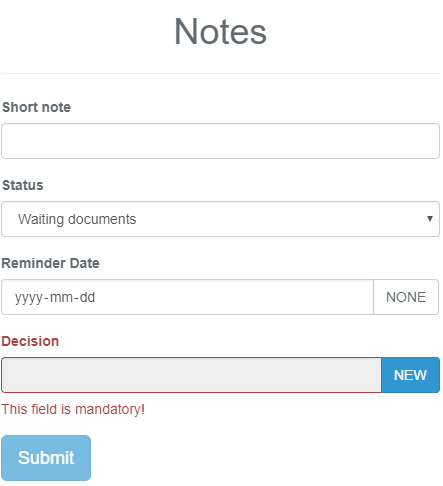 Notes
Short note
Status
Waiting documents
Reminder Date
yyyy-mm-dd NONE
Decision
NEW
This field is mandatory!
Submit